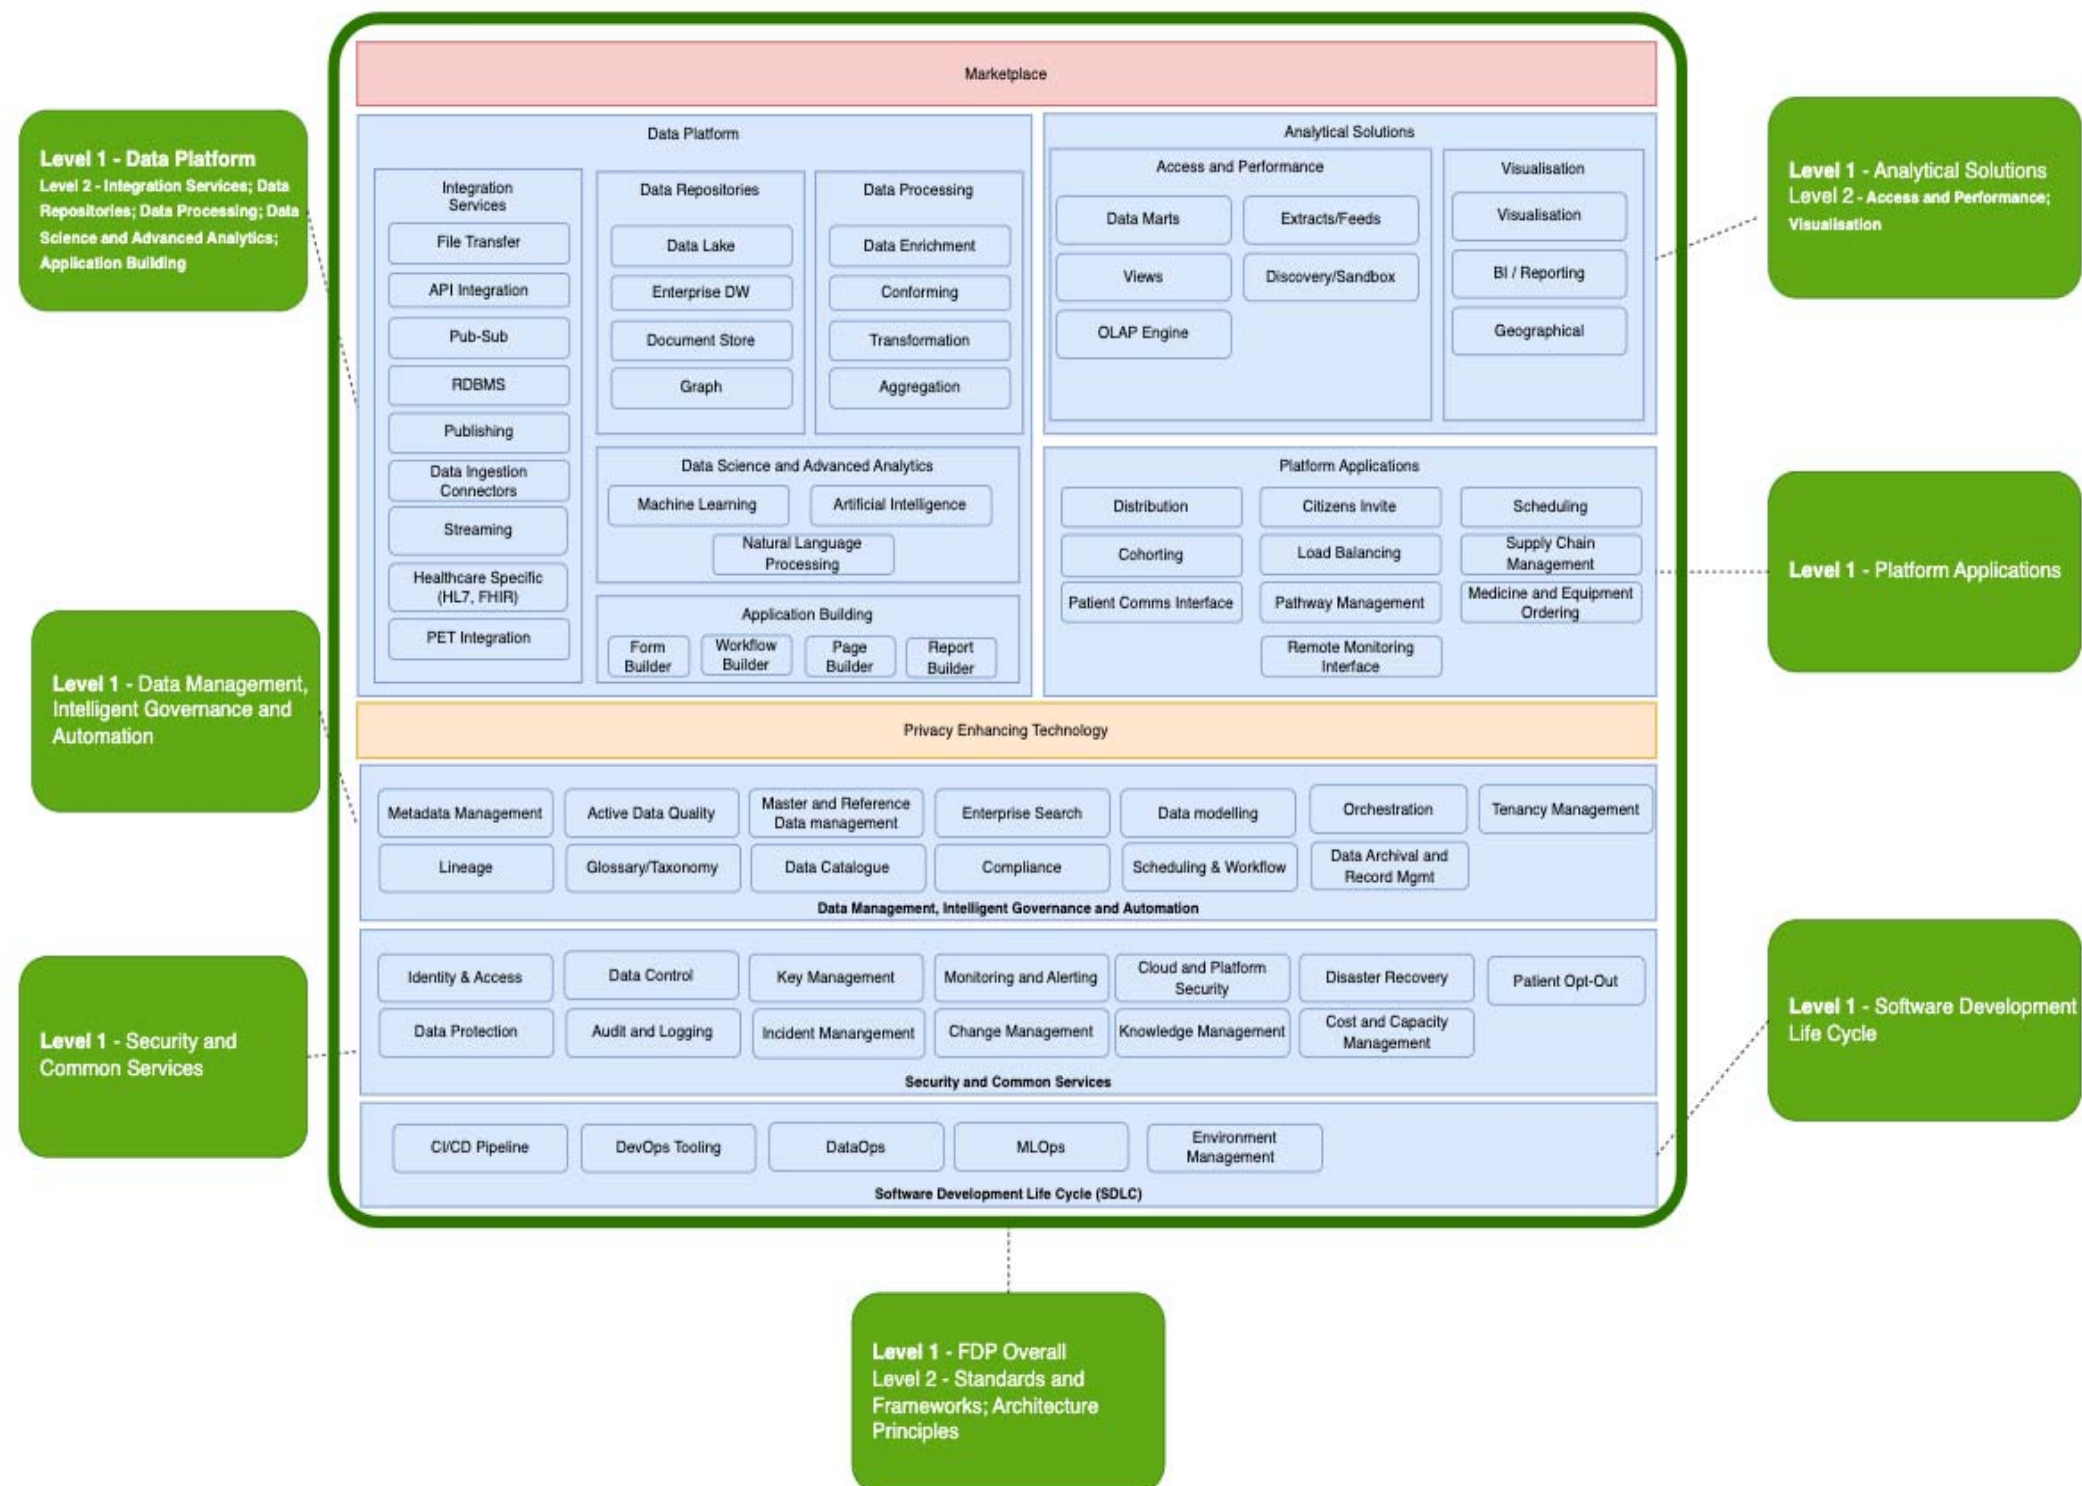 Marketplace
Level 1 - Data Platform
Level 2 - Integration Services; Data
Repositories; Data Processing; Data
Science and Advanced Analytics;
Application Building
Data Platform
Integration
Services
File Transfer
API Integration
Pub-Sub
RDBMS
Publishing
Data Ingestion
Connectors
Streaming
Healthcare Specific
(HL7, FHIR)
PET Integration
Data Repositories
Data Lake
Enterprise DW
Document Store
Graph
Data Processing
Data Enrichment
Conforming
Transformation
Aggregation
Data Science and Advanced Analytics
Machine Learning
Artificial Intelligence
Natural Language
Processing
Application Building
Form
Builder
Workflow
Builder
Page
Builder
Report
Builder
Analytical Solutions
Access and Performance
Data Marts
Extracts/Feeds
Views
Discovery/Sandbox
OLAP Engine
Visualisation
Visualisation
BI / Reporting
Geographical
Level 1 - Analytical Solutions
Level 2 - Access and Performance;
Visualisation
Platform Applications
Distribution
Citizens Invite
Scheduling
Cohorting
Load Balancing
Supply Chain
Management
Patient Comms Interface
Pathway Management
Medicine and Equipment
Ordering
Remote Monitoring
Interface
Level 1 - Platform Applications
Privacy Enhancing Technology
Level 1 - Data Management,
Intelligent Governance and
Automation
Metadata Management
Active Data Quality
Master and Reference
Data management
Enterprise Search
Data modelling
Orchestration
Tenancy Management
Lineage
Glossary/Taxonomy
Data Catalogue
Compliance
Scheduling & Workflow
Data Archival and
Record Mgmt
Data Management, Intelligent Governance and Automation
Level 1 - Security and
Common Services
Identity & Access
Data Control
Key Management
Monitoring and Alerting
Cloud and Platform
Security
Disaster Recovery
Patient Opt-Out
Data Protection
Audit and Logging
Incident Manangement
Change Management
Knowledge Management
Cost and Capacity
Management
Security and Common Services
Level 1 - Software Development
Life Cycle
CI/CD Pipeline
DevOps Tooling
DataOps
MLOps
Environment
Management
Software Development Life Cycle (SDLC)
Level 1 - FDP Overall
Level 2 - Standards and
Frameworks; Architecture
Principles